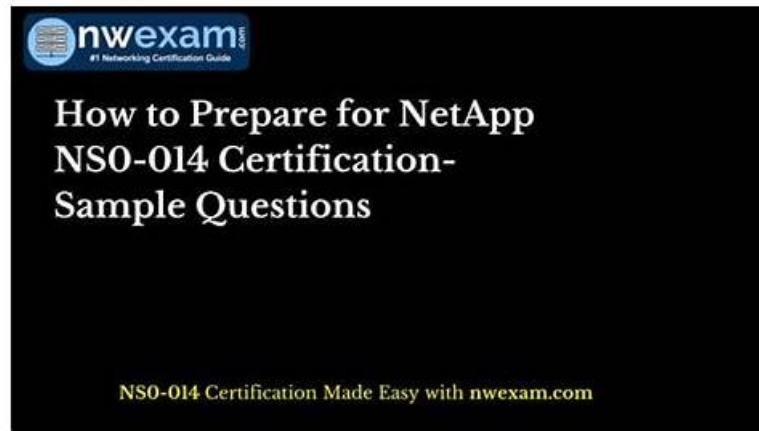 nwexam.com
#1 Networking Certification Guide
How to Prepare for NetApp
NS0-014 Certification-
Sample Questions
NS0-014 Certification Made Easy with nwexam.com